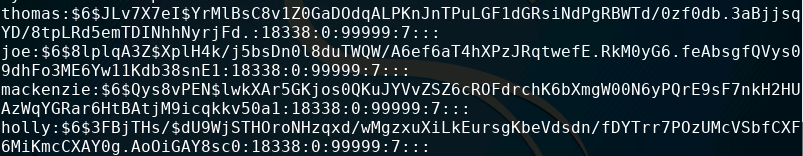 thomas:$6$JLv7X7eI$YrMlBsC8v1Z0GaDOdqALPKnJnTPuLGF1dGRsiNdPgRBWTd/0zf0db.3aBjjsq
YD/8tpLRd5emTDINhhNyrjFd.:18338:0:99999:7:::
joe:$6$8lplqA3Z$XplH4k/j5bsDn0l8duTWQW/A6ef6aT4hXPzJRqtwefE.RkM0yG6.feAbsgfQVys0
9dhFo3ME6Yw11Kdb38snE1:18338:0:99999:7:::
mackenzie:$6$Qys8vPEN$lwkXAr5GKjos0QKuJYVvZSZ6cROFdrchK6bXmgW00N6yPQrE9sF7nkH2HU
AzWqYGRar6HtBAtjM9icqkkv50a1:18338:0:99999:7:::
holly:$6$3FBjTHs/$dU9WjSTHOroNHzqxd/wMgzxuXiLkEursgKbeVdsdn/fDYTrr7POzUMcVSbfCXF
6MiKmcCXAY0g.AoOiGAY8sc0:18338:0:99999:7:::